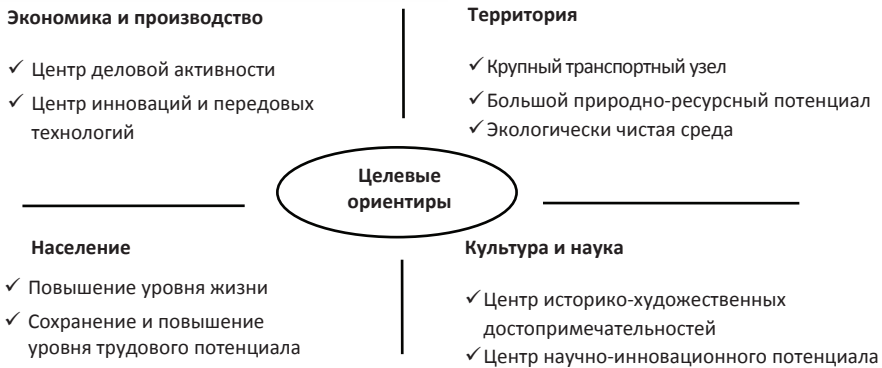 Экономика и производство
✓ Центр деловой активности
✓ Центр инноваций и передовых
технологий
Территория
✓ Крупный транспортный узел
✓ Большой природно-ресурсный потенциал
✓ Экологически чистая среда
Целевые
ориентиры
Население
✓ Повышение уровня жизни
✓ Сохранение и повышение
уровня трудового потенциала
Культура и наука
✓ Центр историко-художественных
достопримечательностей
✓ Центр научно-инновационного потенциала